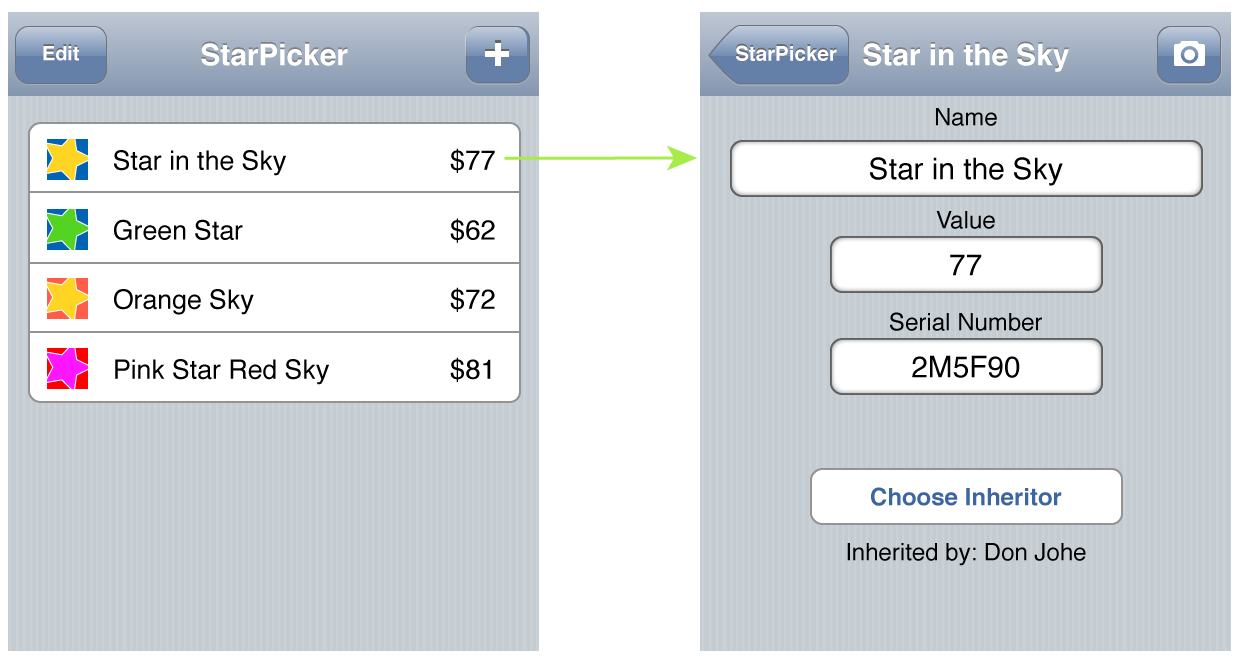 Edit
StarPicker
+
Star in the Sky $77
Green Star $62
Orange Sky $72
Pink Star Red Sky $81
StarPicker
Star in the Sky
Name
Star in the Sky
Value
77
Serial Number
2M5F90
Choose Inheritor
Inherited by: Don Johe